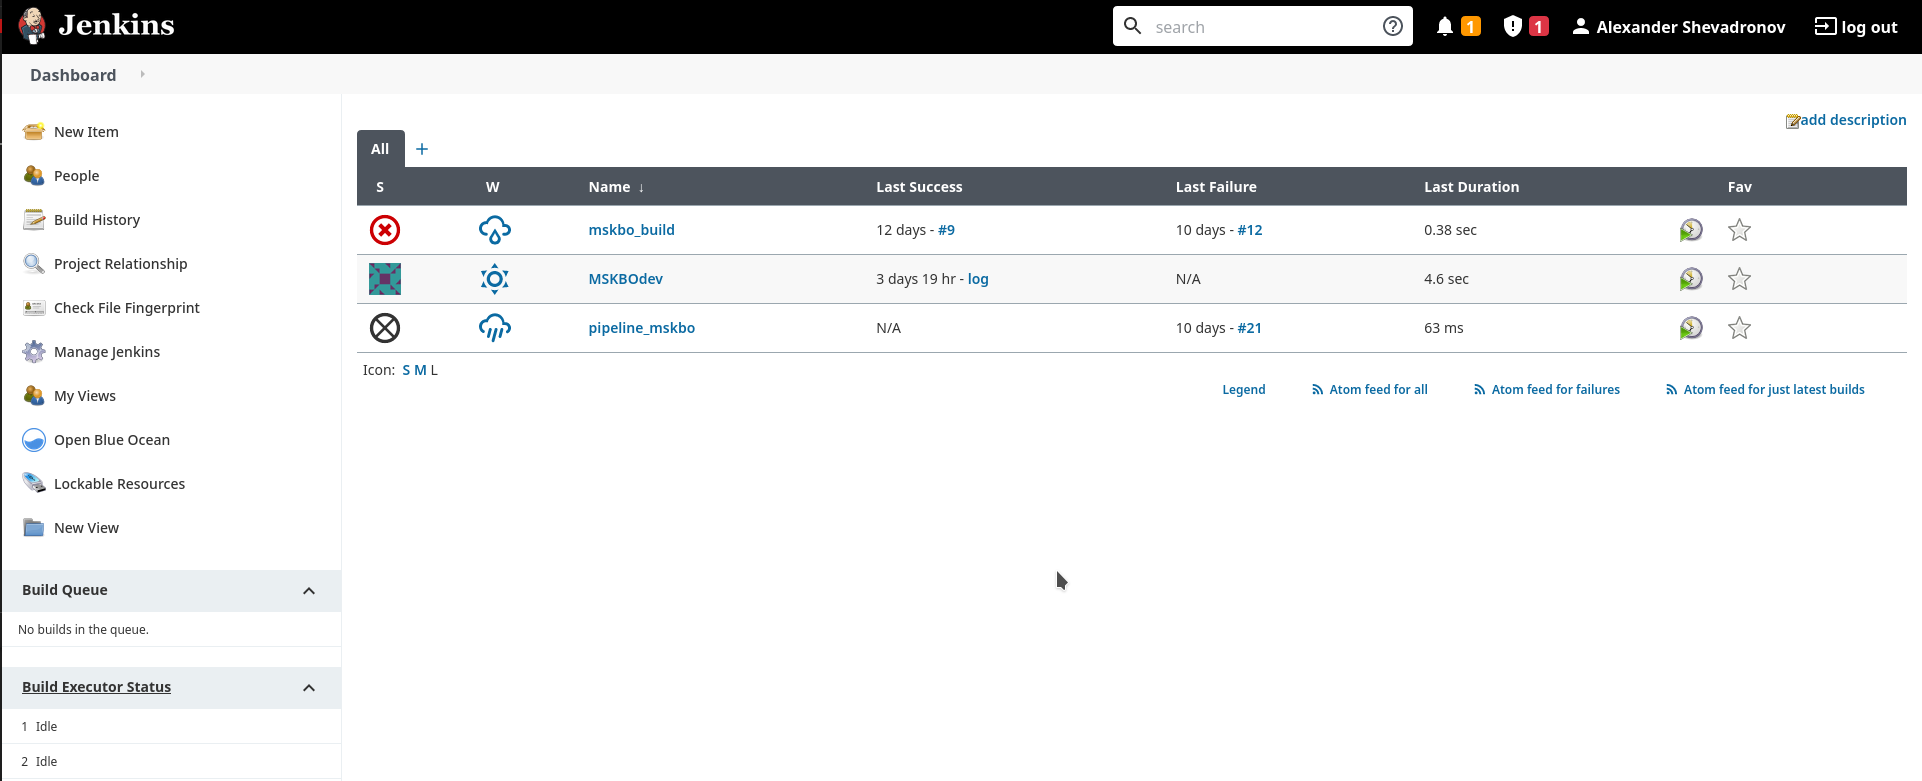 Jenkins
search
1
1
Alexander Shevadronov
log out
Dashboard
New Item
People
Build History
Project Relationship
Check File Fingerprint
Manage Jenkins
My Views
Open Blue Ocean
Lockable Resources
New View
Build Queue
No builds in the queue.
Build Executor Status
1 Idle
2 Idle
add description
All +
S W Name ↓ Last Success Last Failure Last Duration Fav
mskbo_build 12 days - #9 10 days - #12 0.38 sec
MSKBOdev 3 days 19 hr - log N/A 4.6 sec
pipeline_mskbo N/A 10 days - #21 63 ms
Icon: S M L
Legend Atom feed for all Atom feed for failures Atom feed for just latest builds